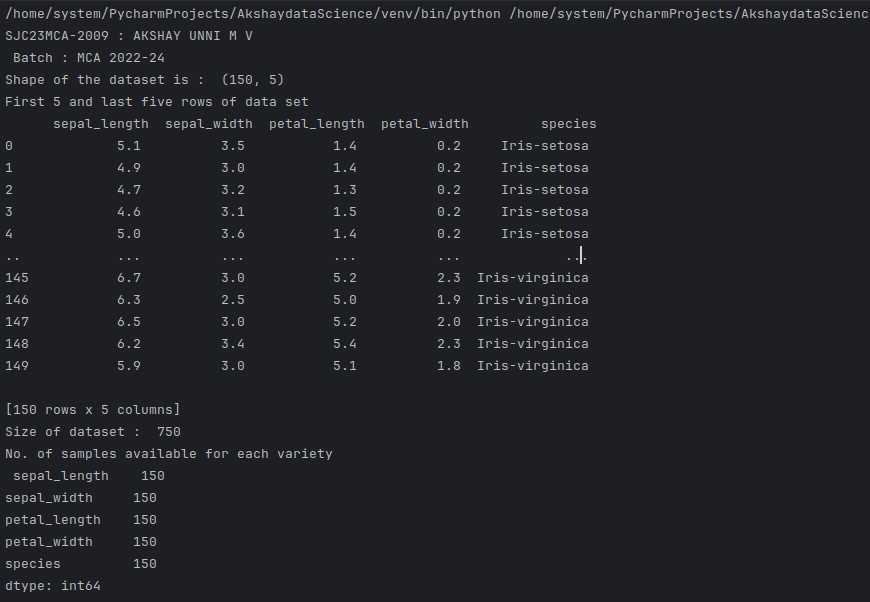 /home/system/PycharmProjects/AkshaydataScience/venv/bin/python /home/system/PycharmProjects/AkshaydataScienc
SJC23MCA-2009 : AKSHAY UNNI M V
 Batch : MCA 2022-24
Shape of the dataset is :  (150, 5)
First 5 and last five rows of data set
      sepal_length  sepal_width  petal_length  petal_width         species
0             5.1          3.5           1.4          0.2     Iris-setosa
1             4.9          3.0           1.4          0.2     Iris-setosa
2             4.7          3.2           1.3          0.2     Iris-setosa
3             4.6          3.1           1.5          0.2     Iris-setosa
4             5.0          3.6           1.4          0.2     Iris-setosa
..            ...          ...           ...          ...             ...
145           6.7          3.0           5.2          2.3  Iris-virginica
146           6.3          2.5           5.0          1.9  Iris-virginica
147           6.5          3.0           5.2          2.0  Iris-virginica
148           6.2          3.4           5.4          2.3  Iris-virginica
149           5.9          3.0           5.1          1.8  Iris-virginica

[150 rows x 5 columns]
Size of dataset :  750
No. of samples available for each variety
 sepal_length    150
sepal_width     150
petal_length    150
petal_width     150
species         150
dtype: int64